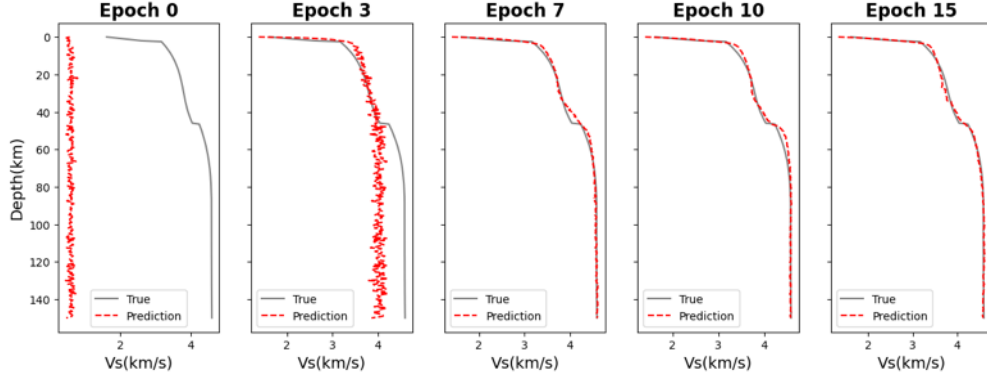 Epoch 0 Epoch 3 Epoch 7 Epoch 10 Epoch 15
Depth(km)
0
20
40
60
80
100
120
140
True
Prediction
True
Prediction
True
Prediction
True
Prediction
True
Prediction
2 4 2 3 4 2 3 4 2 3 4 2 3 4
Vs(km/s) Vs(km/s) Vs(km/s) Vs(km/s) Vs(km/s)